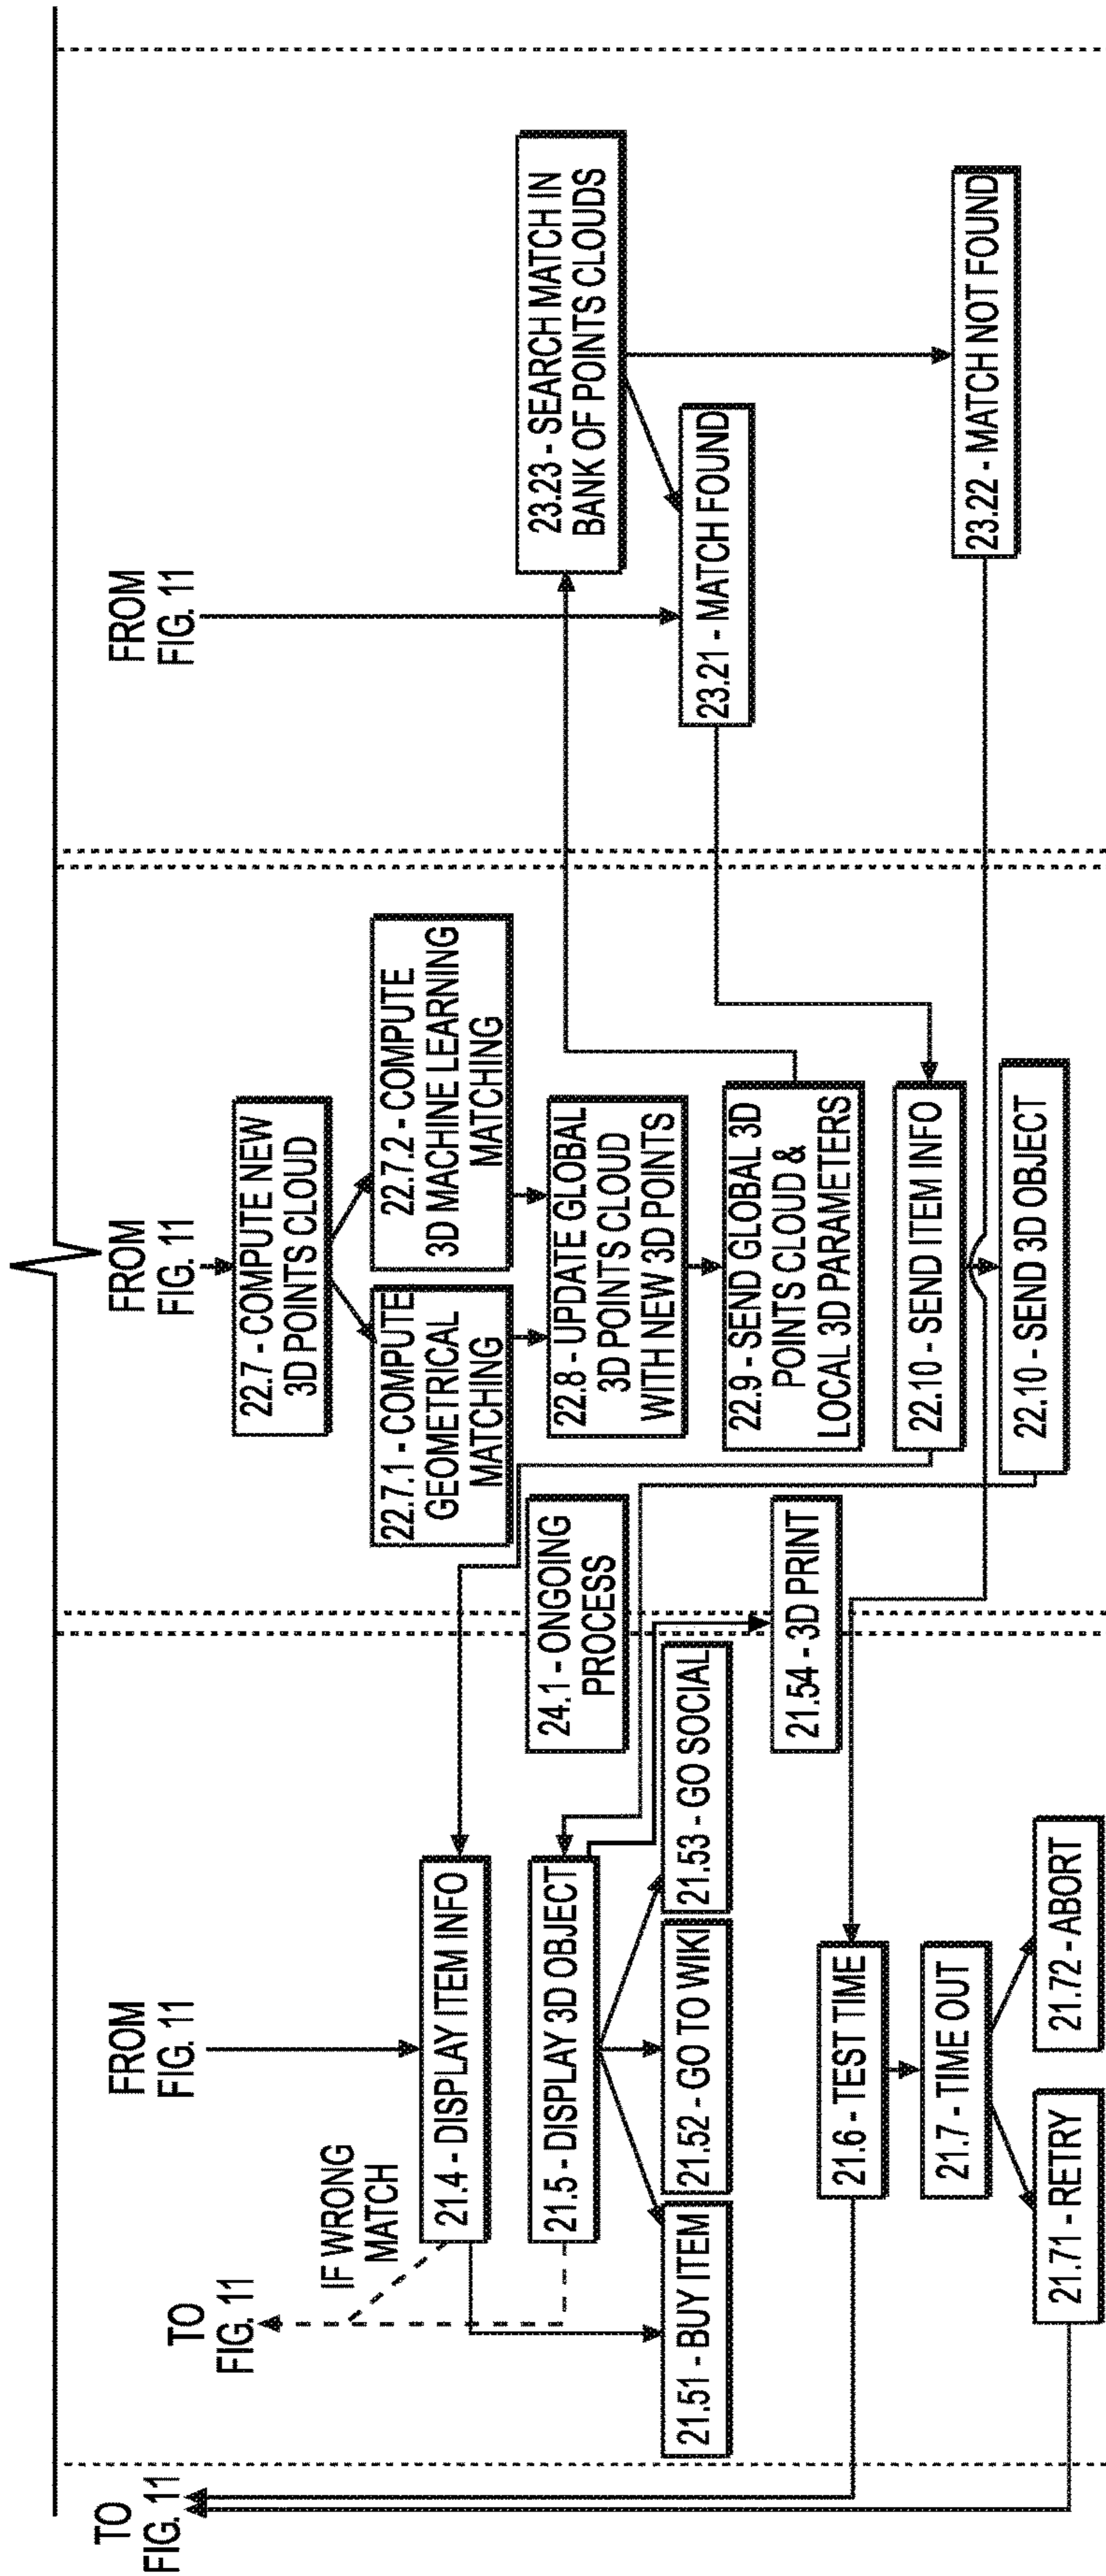 TO
FIG. 11
TO
FIG. 11
IF WRONG
MATCH
FROM
FIG. 11
21.4 - DISPLAY ITEM INFO
21.5 - DISPLAY 3D OBJECT
24.1 - ONGOING
PROCESS
21.51 - BUY ITEM
21.52 - GO TO WIKI
21.53 - GO SOCIAL
21.54 - 3D PRINT
21.6 - TEST TIME
21.7 - TIME OUT
21.71 - RETRY
21.72 - ABORT
FROM
FIG. 11
22.7 - COMPUTE NEW
3D POINTS CLOUD
22.7.1 - COMPUTE
GEOMETRICAL
MATCHING
22.7.2 - COMPUTE
3D MACHINE LEARNING
MATCHING
22.8 - UPDATE GLOBAL
3D POINTS CLOUD
WITH NEW 3D POINTS
22.9 - SEND GLOBAL 3D
POINTS CLOUD &
LOCAL 3D PARAMETERS
22.10 - SEND ITEM INFO
22.10 - SEND 3D OBJECT
FROM
FIG. 11
23.23 - SEARCH MATCH IN
BANK OF POINTS CLOUDS
23.21 - MATCH FOUND
23.22 - MATCH NOT FOUND